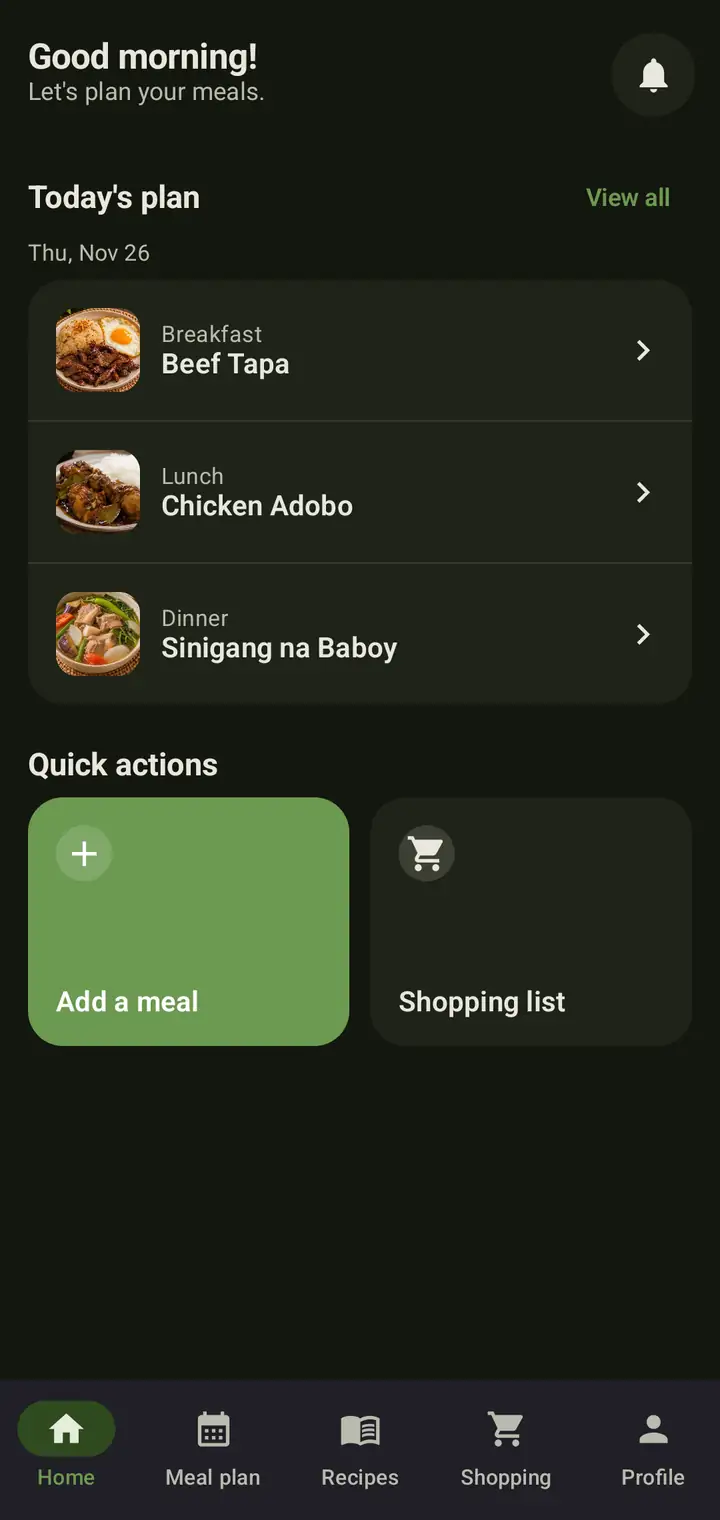 Good morning!
Let's plan your meals.
Today's plan
View all
Thu, Nov 26
Breakfast
Beef Tapa
Lunch
Chicken Adobo
Dinner
Sinigang na Baboy
Quick actions
Add a meal
Shopping list
Home
Meal plan
Recipes
Shopping
Profile